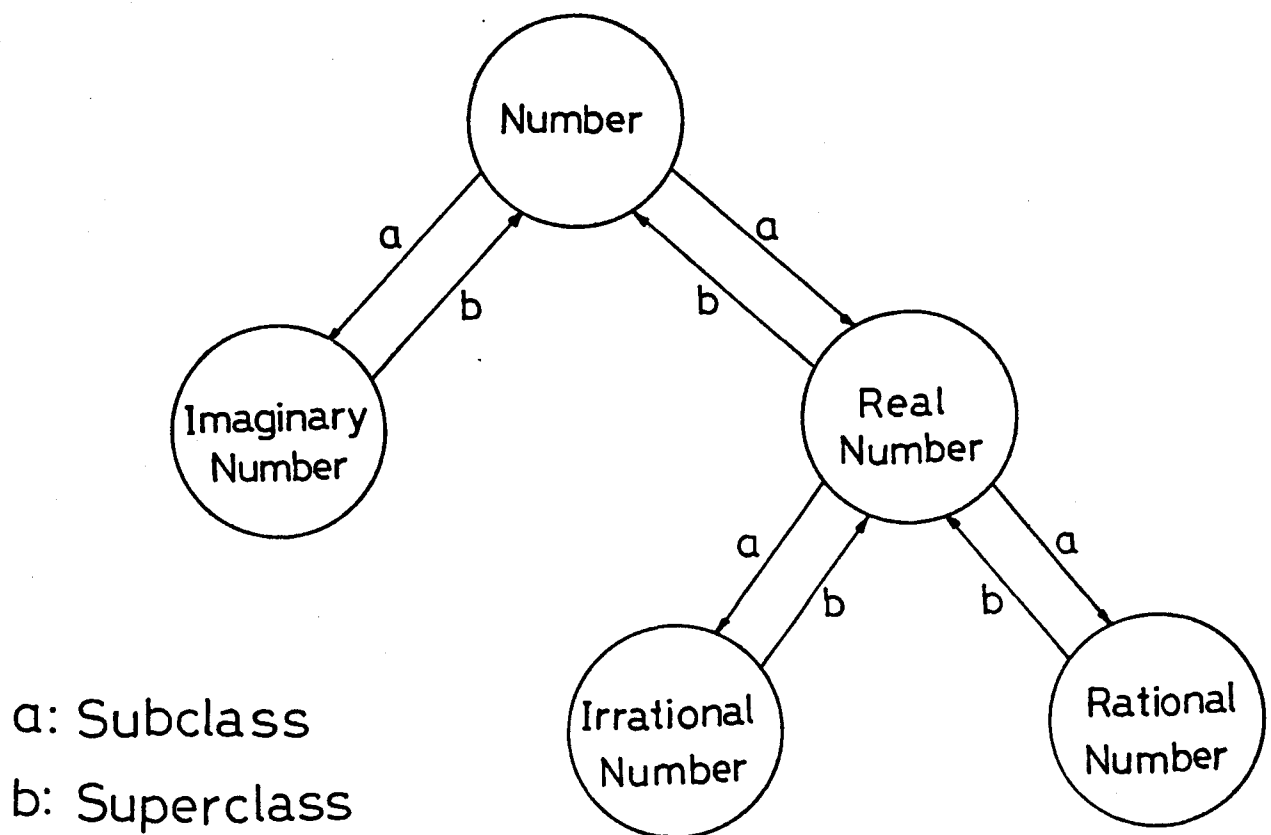 Number
a
a
b
b
Imaginary
Number
Real
Number
a
a
b
b
Irrational
Number
Rational
Number
a: Subclass
b: Superclass